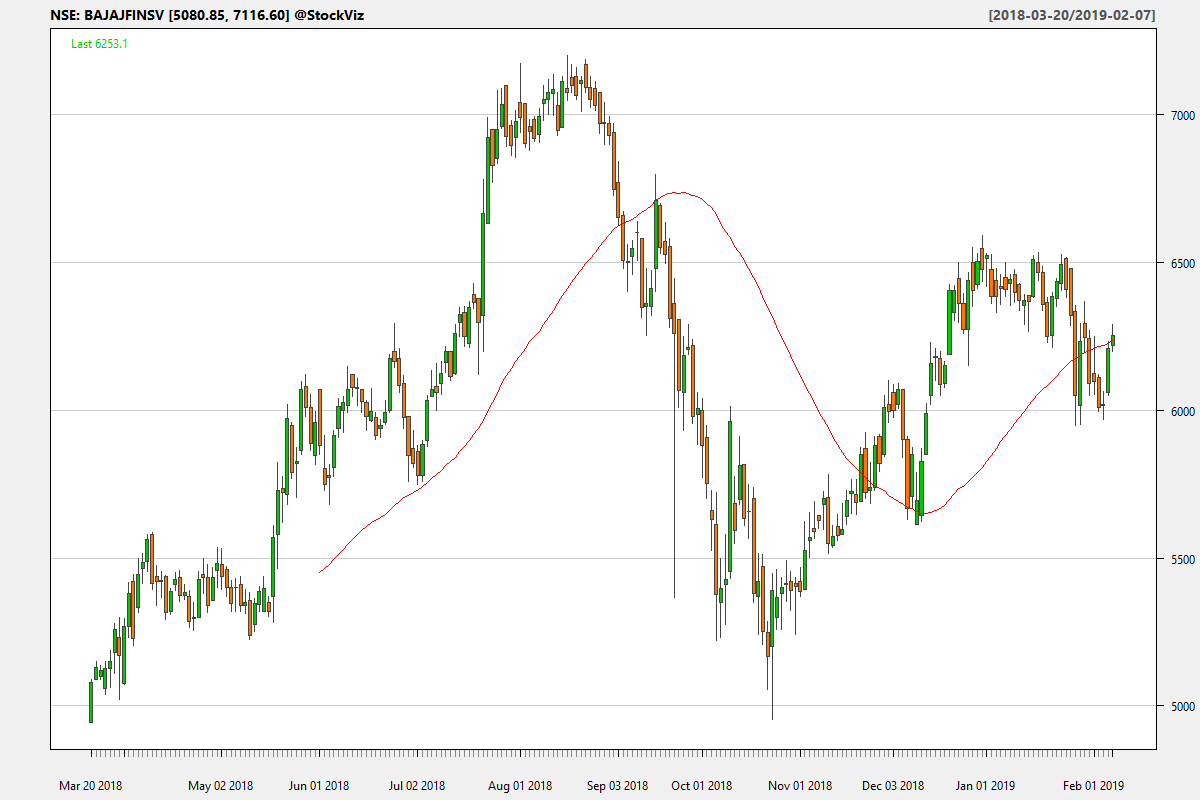 NSE: BAJAJFINSV [5080.85, 7116.60] @StockViz
[2018-03-20/2019-02-07]
Last 6253.1
7000
6500
6000
5500
5000
Mar 20 2018 May 02 2018 Jun 01 2018 Jul 02 2018 Aug 01 2018 Sep 03 2018 Oct 01 2018 Nov 01 2018 Dec 03 2018 Jan 01 2019 Feb 01 2019